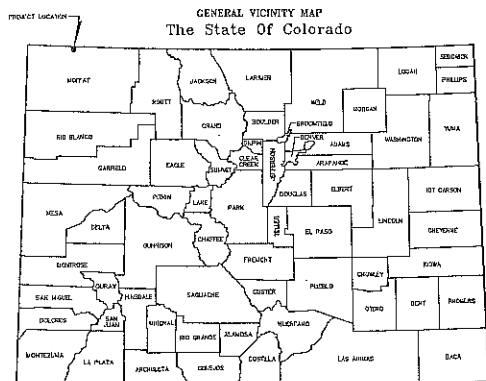 GENERAL VICINITY MAP
The State Of Colorado
PROJECT LOCATION
MOFFAT
ROUTT
JACKSON
LARIMER
WELD
LOGAN
SEDGWICK
PHILLIPS
MORGAN
RIO BLANCO
GRAND
BOULDER
BROOMFIELD
DENVER
ADAMS
WASHINGTON
YUMA
GILPIN
CLEAR
CREEK
JEFFERSON
ARAPAHOE
GARFIELD
EAGLE
SUMMIT
DOUGLAS
ELBERT
KIT CARSON
PITKIN
LAKE
PARK
MESA
DELTA
LINCOLN
TELLER
EL PASO
CHEYENNE
GUNNISON
CHAFFEE
FREMONT
MONTROSE
CROWLEY
KIOWA
OURAY
SAN MIGUEL
HINSDALE
SAGUACHE
CUSTER
PUEBLO
OTERO
BENT
PROWERS
DOLORES
SAN
JUAN
MINERAL
RIO GRANDE
ALAMOSA
HUERFANO
MONTEZUMA
LA PLATA
ARCHULETA
CONEJOS
COSTILLA
LAS ANIMAS
BACA